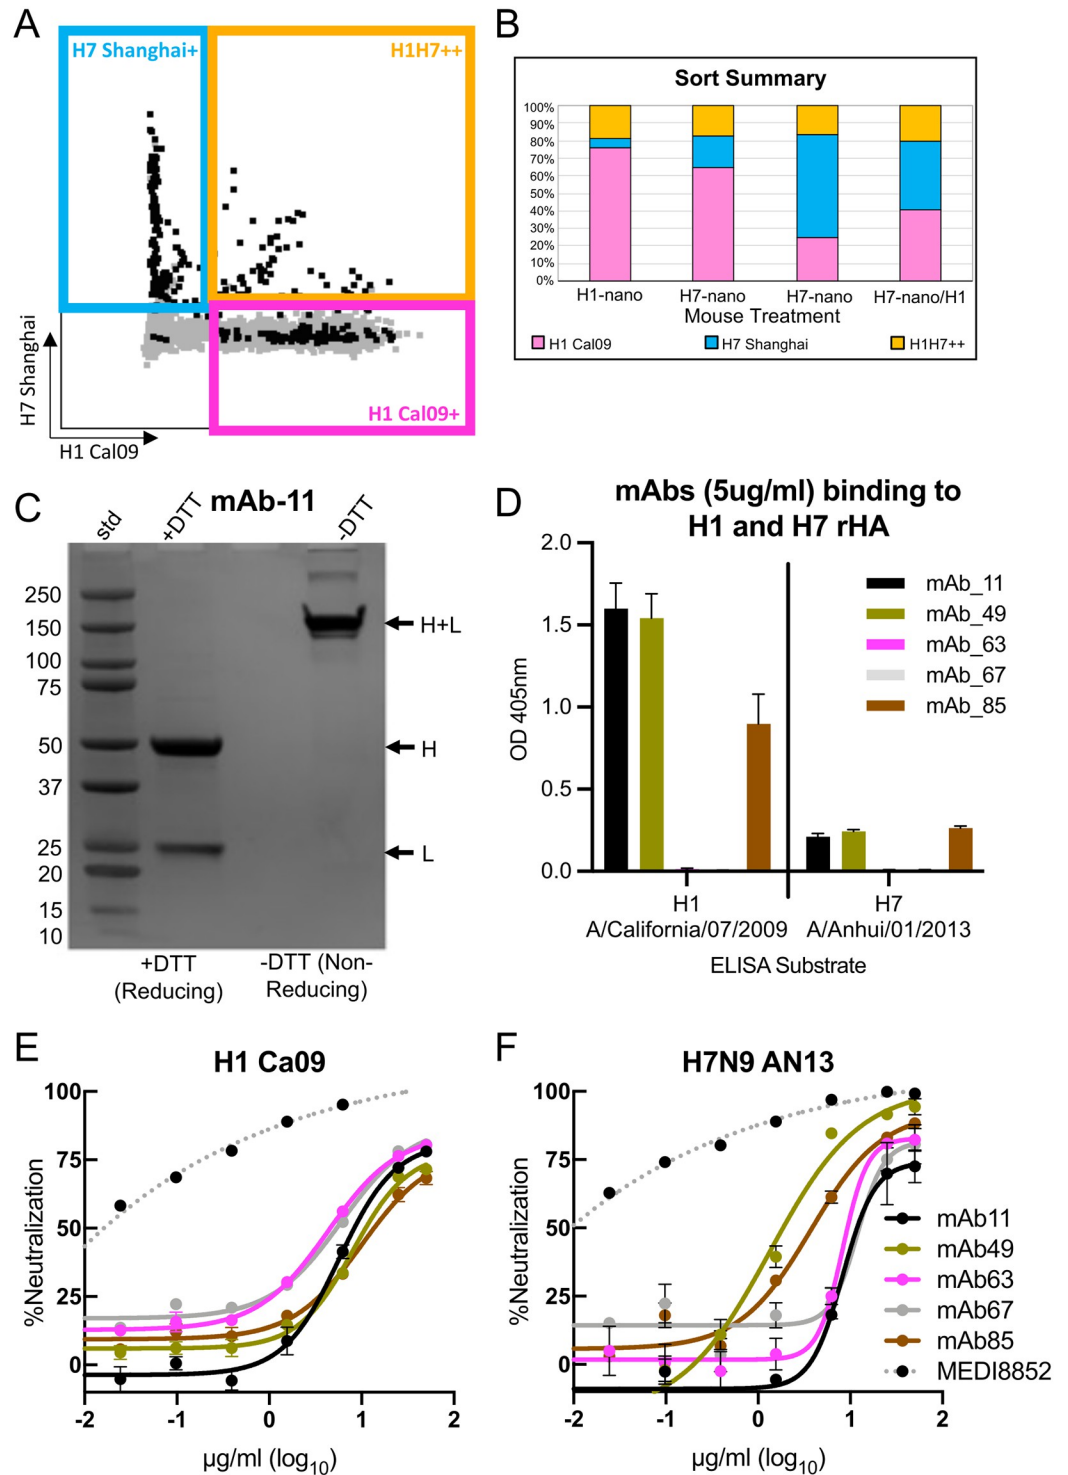 A
H7 Shanghai+
H1H7++
H1 Cal09+
H7 Shanghai
H1 Cal09
B
Sort Summary
100%
90%
80%
70%
60%
50%
40%
30%
20%
10%
0%
H1-nano
H7-nano
H7-nano
H7-nano/H1
Mouse Treatment
H1 Cal09
H7 Shanghai
H1H7++
C
mAb-11
std
+DTT
-DTT
250
150
100
75
50
37
25
20
15
10
H+L
H
L
+DTT
(Reducing)
-DTT (Non-
Reducing)
D
mAbs (5ug/ml) binding to
H1 and H7 rHA
OD 405nm
2.0
1.5
1.0
0.5
0.0
mAb_11
mAb_49
mAb_63
mAb_67
mAb_85
H1
A/California/07/2009
H7
A/Anhui/01/2013
ELISA Substrate
E
H1 Ca09
%Neutralization
100
75
50
25
0
-2
-1
0
1
2
µg/ml (log10)
F
H7N9 AN13
%Neutralization
100
75
50
25
0
-2
-1
0
1
2
µg/ml (log10)
mAb11
mAb49
mAb63
mAb67
mAb85
MEDI8852